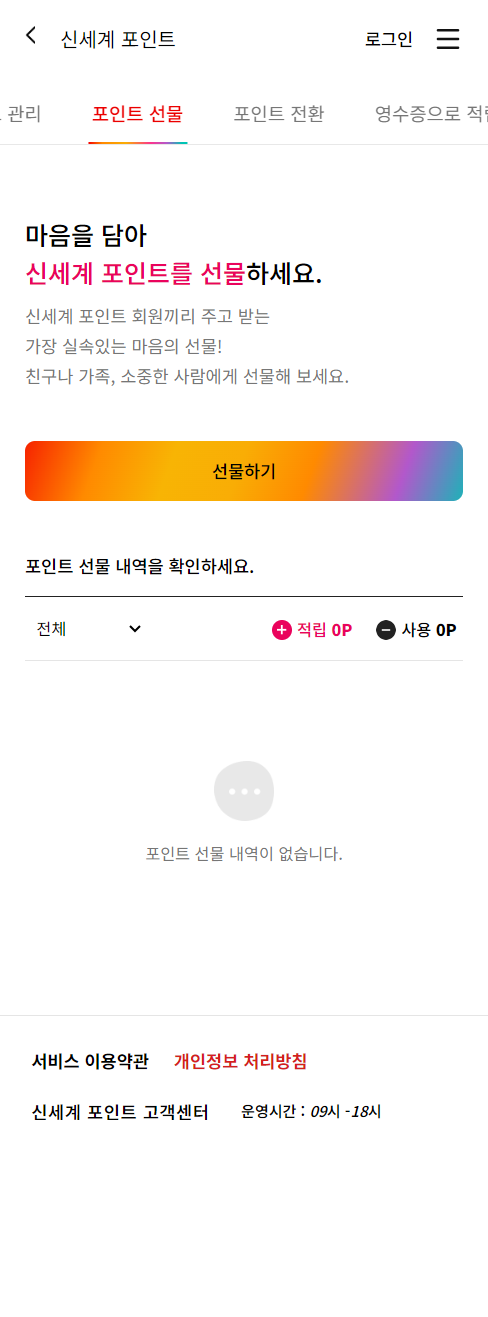 신세계 포인트 로그인
관리 포인트 선물 포인트 전환 영수증으로 적립
마음을 담아
신세계 포인트를 선물하세요.
신세계 포인트 회원끼리 주고 받는
가장 실속있는 마음의 선물!
친구나 가족, 소중한 사람에게 선물해 보세요.
선물하기
포인트 선물 내역을 확인하세요.
전체 적립 0P 사용 0P
포인트 선물 내역이 없습니다.
서비스 이용약관 개인정보 처리방침
신세계 포인트 고객센터 운영시간 : 09시 -18시